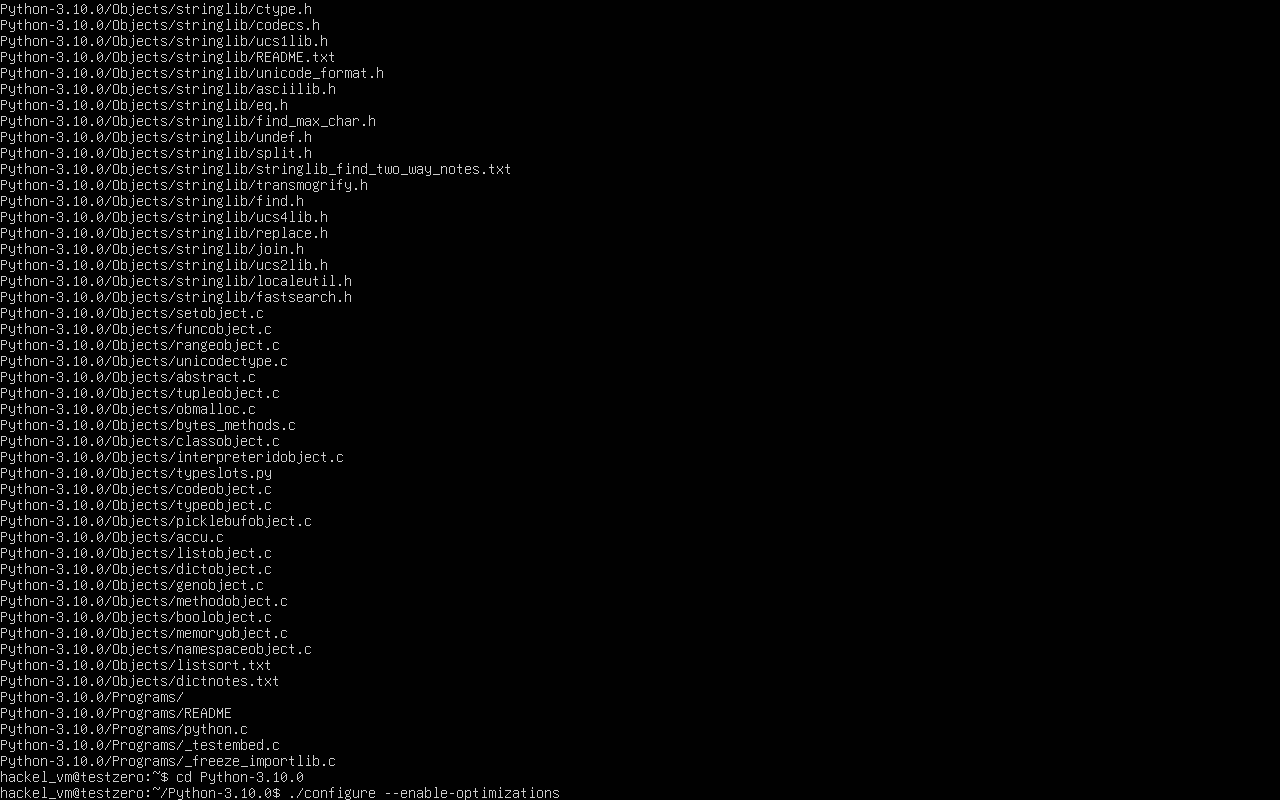 Python-3.10.0/Objects/stringlib/ctype.h
Python-3.10.0/Objects/stringlib/codecs.h
Python-3.10.0/Objects/stringlib/ucs1lib.h
Python-3.10.0/Objects/stringlib/README.txt
Python-3.10.0/Objects/stringlib/unicode_format.h
Python-3.10.0/Objects/stringlib/asciilib.h
Python-3.10.0/Objects/stringlib/eq.h
Python-3.10.0/Objects/stringlib/find_max_char.h
Python-3.10.0/Objects/stringlib/undef.h
Python-3.10.0/Objects/stringlib/split.h
Python-3.10.0/Objects/stringlib/stringlib_find_two_way_notes.txt
Python-3.10.0/Objects/stringlib/transmogrify.h
Python-3.10.0/Objects/stringlib/find.h
Python-3.10.0/Objects/stringlib/ucs4lib.h
Python-3.10.0/Objects/stringlib/replace.h
Python-3.10.0/Objects/stringlib/join.h
Python-3.10.0/Objects/stringlib/ucs2lib.h
Python-3.10.0/Objects/stringlib/localeutil.h
Python-3.10.0/Objects/stringlib/fastsearch.h
Python-3.10.0/Objects/setobject.c
Python-3.10.0/Objects/funcobject.c
Python-3.10.0/Objects/rangeobject.c
Python-3.10.0/Objects/unicodectype.c
Python-3.10.0/Objects/abstract.c
Python-3.10.0/Objects/tupleobject.c
Python-3.10.0/Objects/obmalloc.c
Python-3.10.0/Objects/bytes_methods.c
Python-3.10.0/Objects/classobject.c
Python-3.10.0/Objects/interpreteridobject.c
Python-3.10.0/Objects/typeslots.py
Python-3.10.0/Objects/codeobject.c
Python-3.10.0/Objects/typeobject.c
Python-3.10.0/Objects/picklebufobject.c
Python-3.10.0/Objects/accu.c
Python-3.10.0/Objects/listobject.c
Python-3.10.0/Objects/dictobject.c
Python-3.10.0/Objects/genobject.c
Python-3.10.0/Objects/methodobject.c
Python-3.10.0/Objects/boolobject.c
Python-3.10.0/Objects/memoryobject.c
Python-3.10.0/Objects/namespaceobject.c
Python-3.10.0/Objects/listsort.txt
Python-3.10.0/Objects/dictnotes.txt
Python-3.10.0/Programs/
Python-3.10.0/Programs/README
Python-3.10.0/Programs/python.c
Python-3.10.0/Programs/_testembed.c
Python-3.10.0/Programs/_freeze_importlib.c
hackel_vm@testzero:~$ cd Python-3.10.0
hackel_vm@testzero:~/Python-3.10.0$ ./configure --enable-optimizations